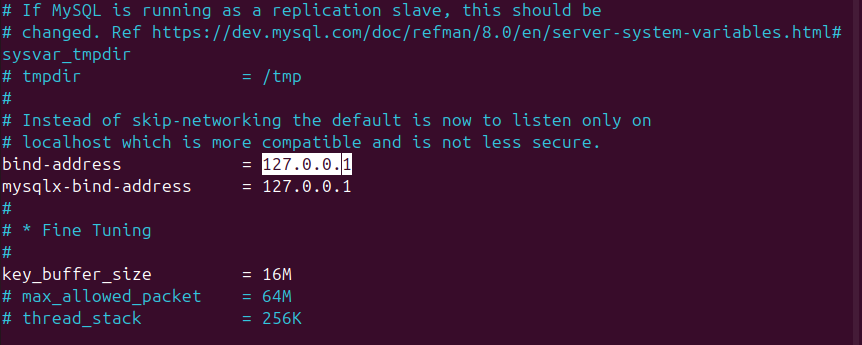 # If MySQL is running as a replication slave, this should be
# changed. Ref https://dev.mysql.com/doc/refman/8.0/en/server-system-variables.html#
sysvar_tmpdir
# tmpdir                = /tmp
#
# Instead of skip-networking the default is now to listen only on
# localhost which is more compatible and is not less secure.
bind-address            = 127.0.0.1
mysqlx-bind-address     = 127.0.0.1
#
# * Fine Tuning
#
key_buffer_size         = 16M
# max_allowed_packet    = 64M
# thread_stack          = 256K